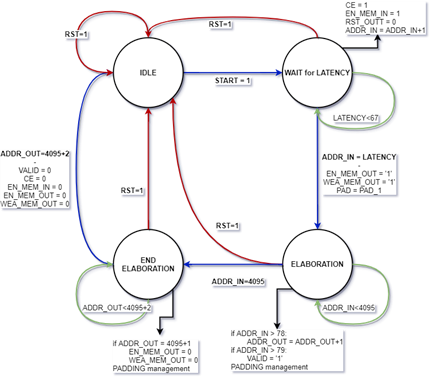 CE = 1
EN_MEM_IN = 1
RST_OUTT = 0
ADDR_IN = ADDR_IN+1
RST=1
RST=1
IDLE
START = 1
WAIT for LATENCY
LATENCY<67
ADDR_OUT=4095+2
-
VALID = 0
CE = 0
EN_MEM_IN = 0
EN_MEM_OUT = 0
WEA_MEM_OUT = 0
ADDR_IN = LATENCY
-
EN_MEM_OUT = '1'
WEA_MEM_OUT = '1'
PAD = PAD_1
RST=1
RST=1
END
ELABORATION
ADDR_IN=4095
ELABORATION
ADDR_OUT<4095+2
ADDR_IN<4095
if ADDR_OUT = 4095+1
EN_MEM_OUT = 0
WEA_MEM_OUT = 0
PADDING management
if ADDR_IN > 78:
ADDR_OUT = ADDR_OUT+1
if ADDR_IN > 79:
VALID = '1'
PADDING management